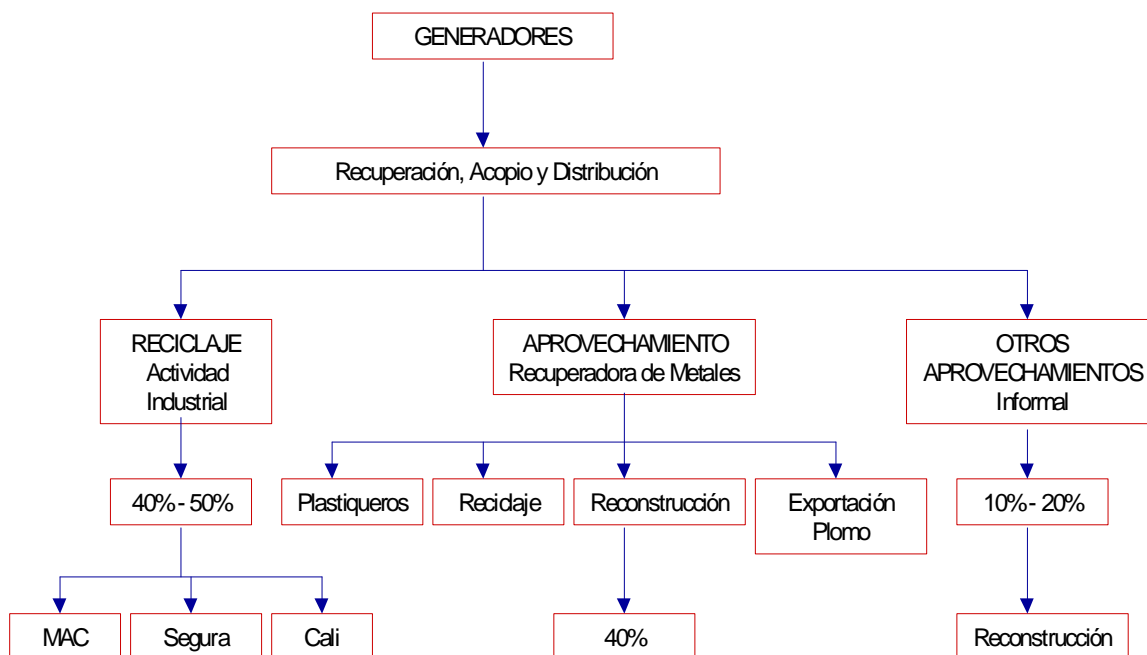 GENERADORES
Recuperación, Acopio y Distribución
RECICLAJE
Actividad
Industrial
APROVECHAMIENTO
Recuperadora de Metales
OTROS
APROVECHAMIENTOS
Informal
40% - 50%
Plastiqueros
Reciclaje
Reconstrucción
Exportación
Plomo
10% - 20%
MAC
Segura
Cali
40%
Reconstrucción